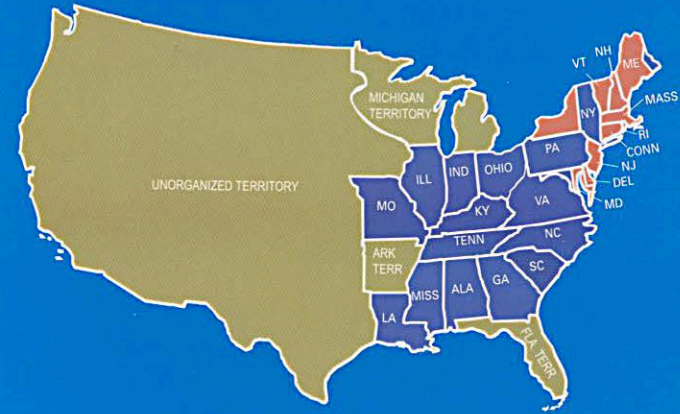 NH
VT
ME
MICHIGAN
TERRITORY
MASS
NY
RI
CONN
PA
NJ
UNORGANIZED TERRITORY
ILL
IND
OHIO
DEL
MD
MO
KY
VA
TENN
NC
ARK
TERR
SC
MISS
ALA
GA
LA
FLA. TERR